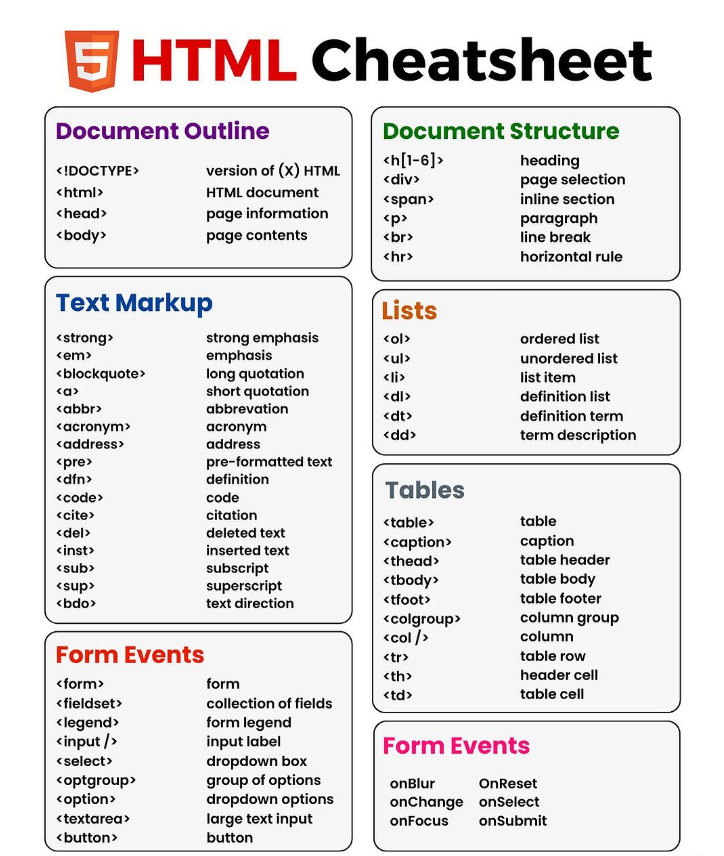 HTML Cheatsheet
Document Outline
<!DOCTYPE> version of (X) HTML
<html> HTML document
<head> page information
<body> page contents
Text Markup
<strong> strong emphasis
<em> emphasis
<blockquote> long quotation
<a> short quotation
<abbr> abbrevation
<acronym> acronym
<address> address
<pre> pre-formatted text
<dfn> definition
<code> code
<cite> citation
<del> deleted text
<inst> inserted text
<sub> subscript
<sup> superscript
<bdo> text direction
Form Events
<form> form
<fieldset> collection of fields
<legend> form legend
<input /> input label
<select> dropdown box
<optgroup> group of options
<option> dropdown options
<textarea> large text input
<button> button
Document Structure
<h[1-6]> heading
<div> page selection
<span> inline section
<p> paragraph
<br> line break
<hr> horizontal rule
Lists
<ol> ordered list
<ul> unordered list
<li> list item
<dl> definition list
<dt> definition term
<dd> term description
Tables
<table> table
<caption> caption
<thead> table header
<tbody> table body
<tfoot> table footer
<colgroup> column group
<col /> column
<tr> table row
<th> header cell
<td> table cell
Form Events
onBlur OnReset
onChange onSelect
onFocus onSubmit